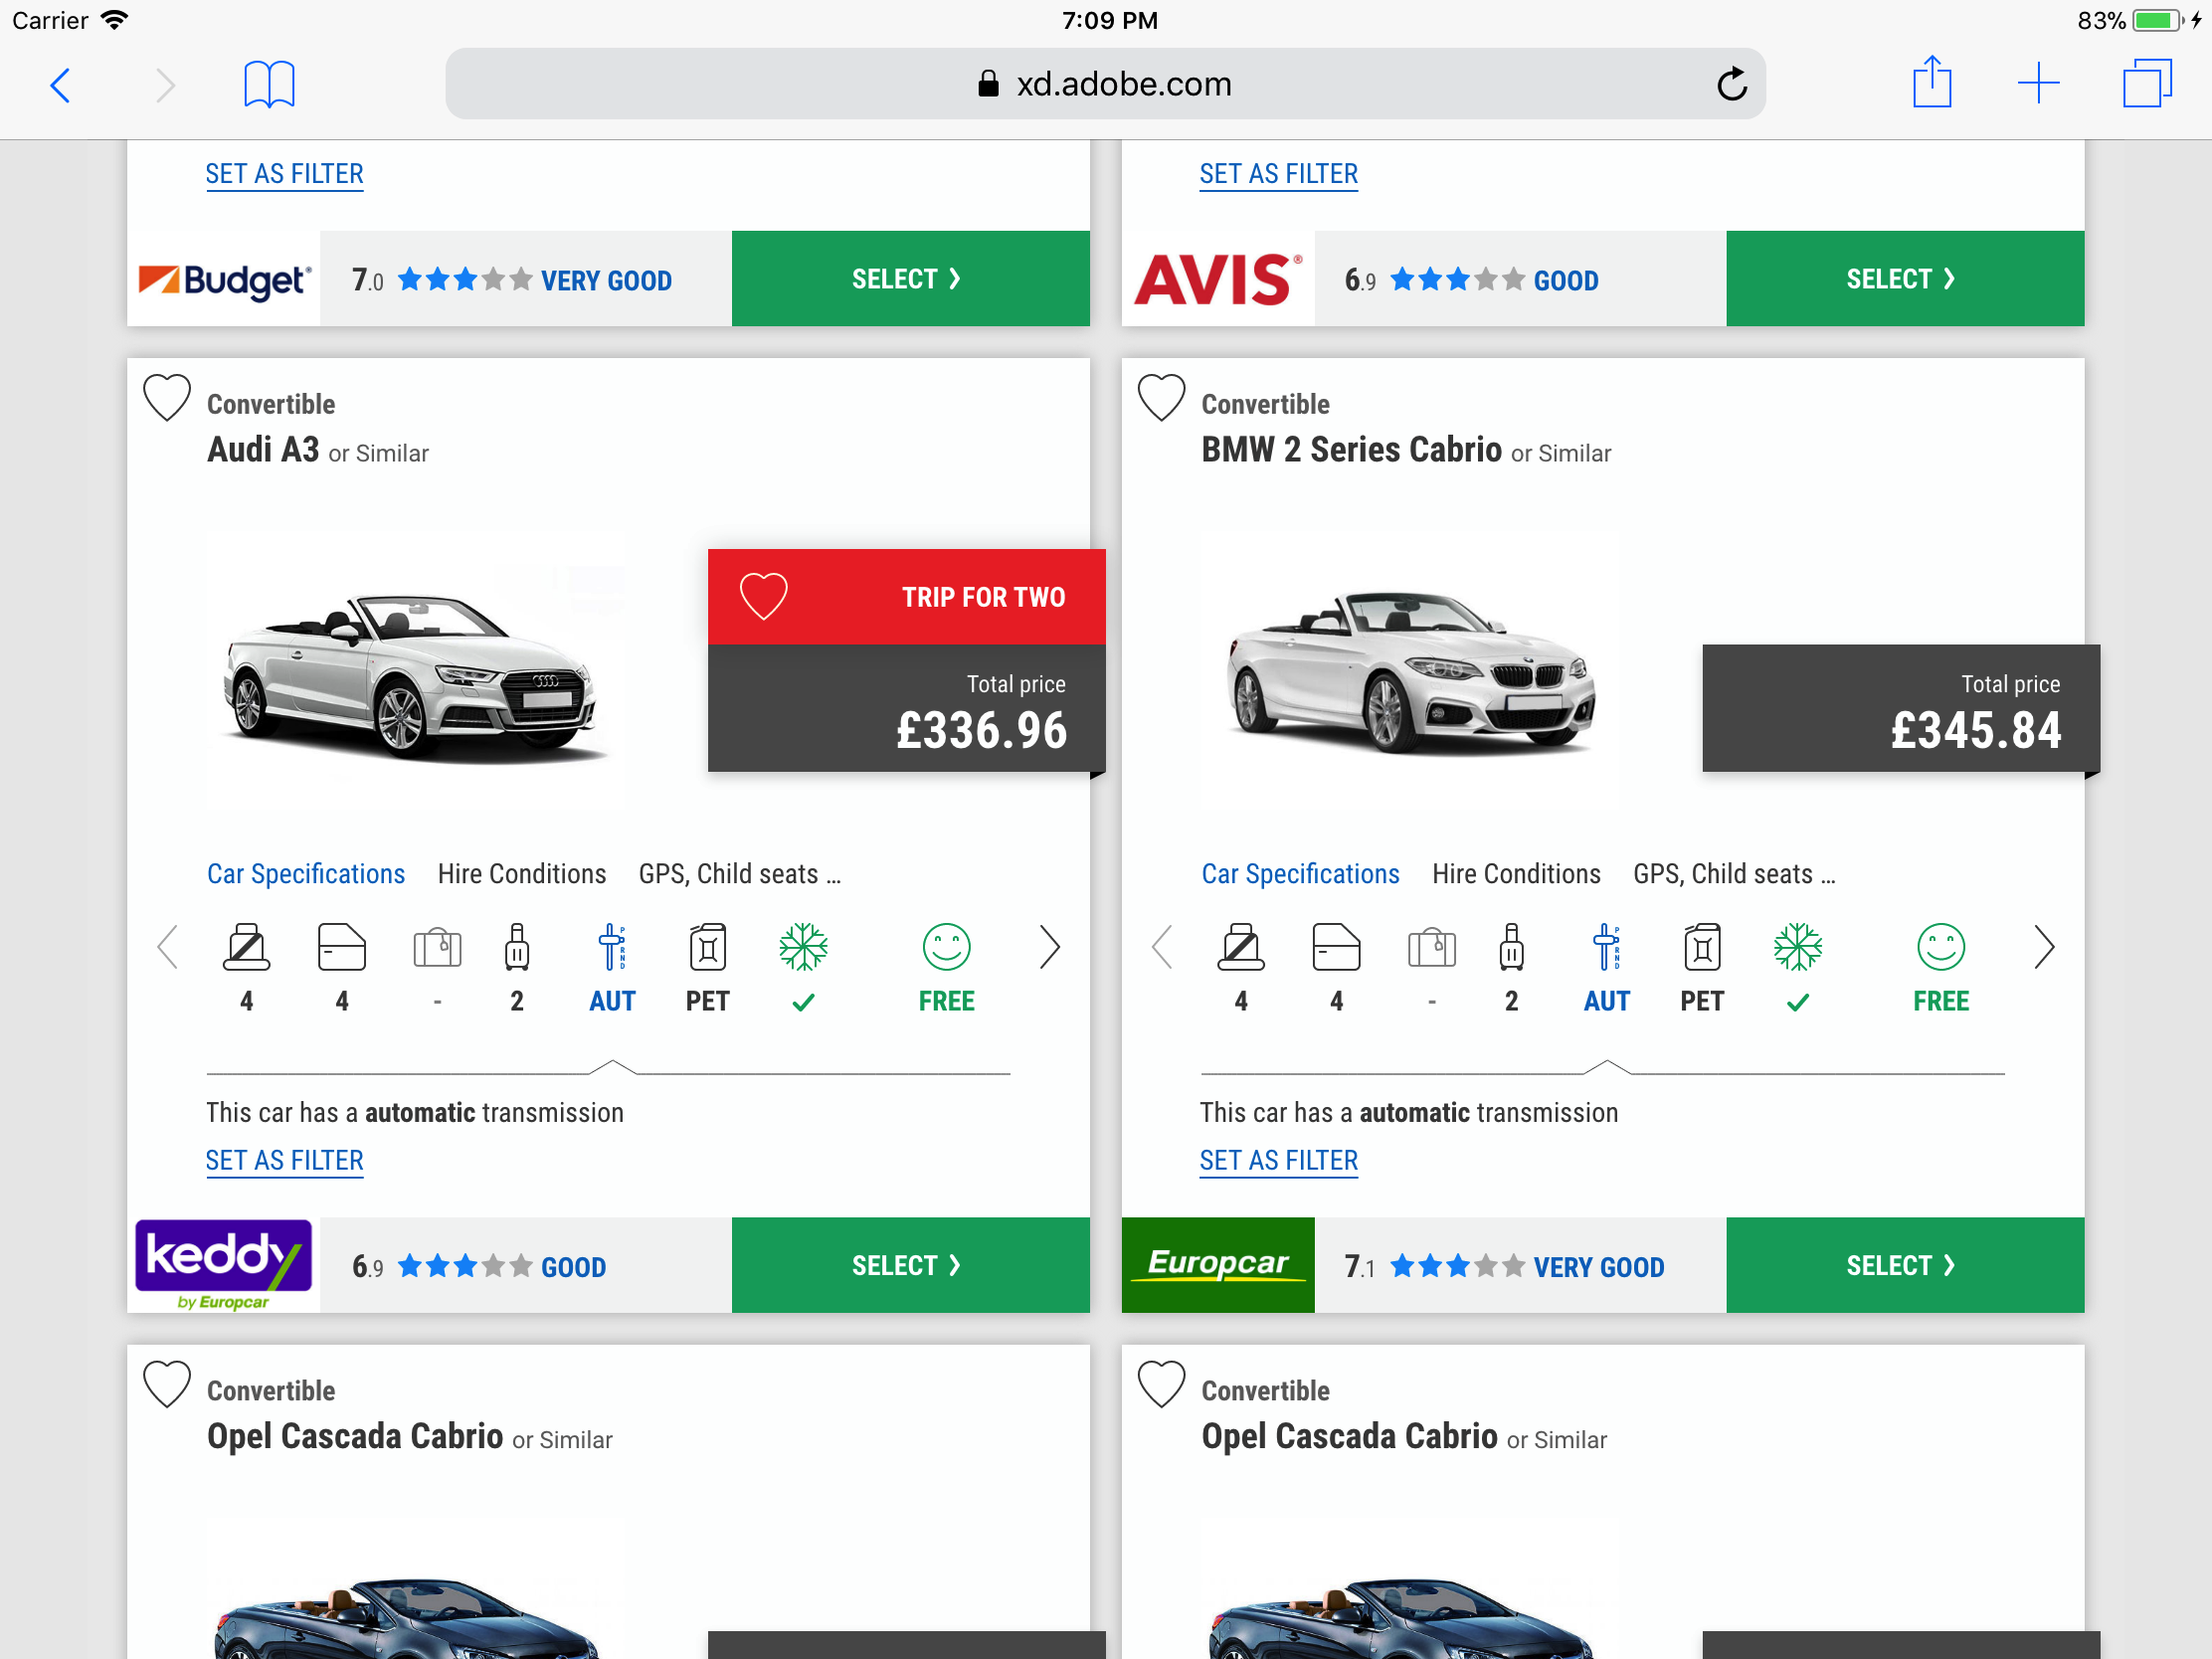 Carrier 7:09 PM 83%
xd.adobe.com
SET AS FILTER
SET AS FILTER
Budget 7.0 VERY GOOD SELECT
AVIS 6.9 GOOD SELECT
Convertible
Audi A3 or Similar
TRIP FOR TWO
Total price
£336.96
Car Specifications Hire Conditions GPS, Child seats ...
P
R
N
D
4 4 - 2 AUT PET FREE
This car has a automatic transmission
SET AS FILTER
keddy
by Europcar
6.9 GOOD SELECT
Convertible
BMW 2 Series Cabrio or Similar
Total price
£345.84
Car Specifications Hire Conditions GPS, Child seats ...
P
R
N
D
4 4 - 2 AUT PET FREE
This car has a automatic transmission
SET AS FILTER
Europcar 7.1 VERY GOOD SELECT
Convertible
Opel Cascada Cabrio or Similar
Convertible
Opel Cascada Cabrio or Similar